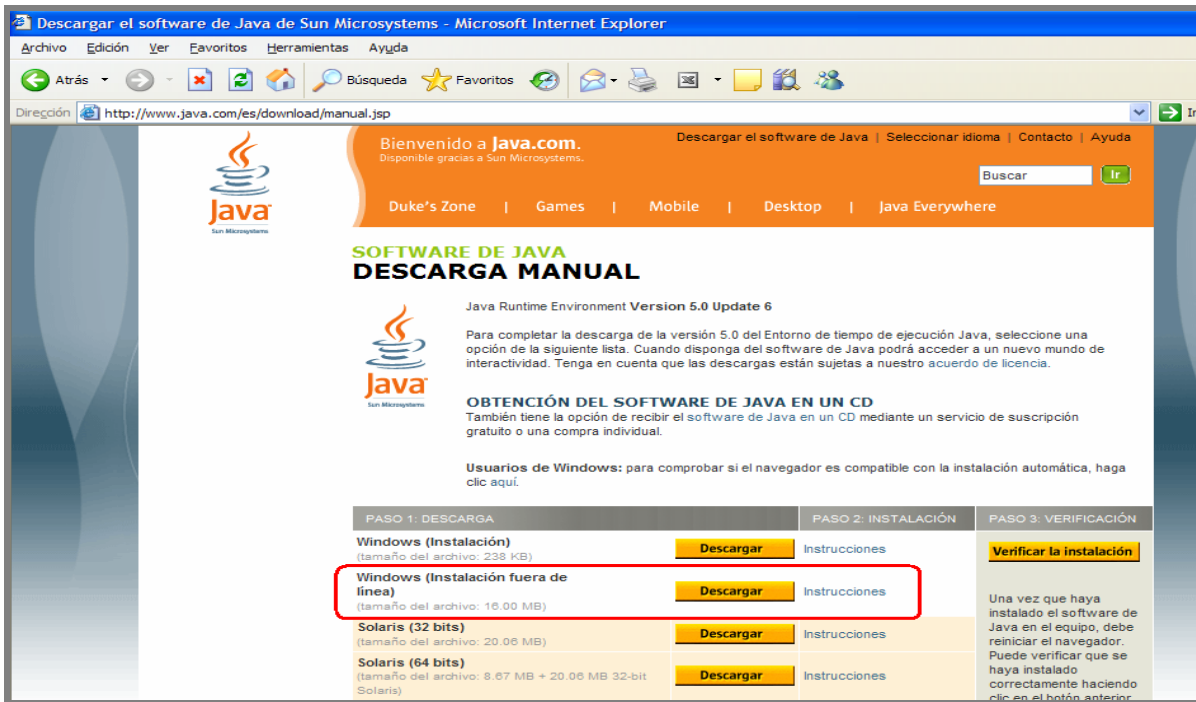 Descargar el software de Java de Sun Microsystems - Microsoft Internet Explorer
Archivo Edición Ver Favoritos Herramientas Ayuda
Atrás Búsqueda Favoritos
Dirección http://www.java.com/es/download/manual.jsp
Java
Sun Microsystems
Bienvenido a Java.com.
Disponible gracias a Sun Microsystems.
Descargar el software de Java | Seleccionar idioma | Contacto | Ayuda
Buscar Ir
Duke's Zone | Games | Mobile | Desktop | Java Everywhere
SOFTWARE DE JAVA
DESCARGA MANUAL
Java
Sun Microsystems
Java Runtime Environment Version 5.0 Update 6
Para completar la descarga de la versión 5.0 del Entorno de tiempo de ejecución Java, seleccione una
opción de la siguiente lista. Cuando disponga del software de Java podrá acceder a un nuevo mundo de
interactividad. Tenga en cuenta que las descargas están sujetas a nuestro acuerdo de licencia.
OBTENCIÓN DEL SOFTWARE DE JAVA EN UN CD
También tiene la opción de recibir el software de Java en un CD mediante un servicio de suscripción
gratuito o una compra individual.
Usuarios de Windows: para comprobar si el navegador es compatible con la instalación automática, haga
clic aquí.
PASO 1: DESCARGA PASO 2: INSTALACIÓN PASO 3: VERIFICACIÓN
Windows (Instalación)
(tamaño del archivo: 238 KB)
Descargar Instrucciones
Windows (Instalación fuera de
línea)
(tamaño del archivo: 16.00 MB)
Descargar Instrucciones
Solaris (32 bits)
(tamaño del archivo: 20.06 MB)
Descargar Instrucciones
Solaris (64 bits)
(tamaño del archivo: 8.67 MB + 20.06 MB 32-bit
Solaris)
Descargar Instrucciones
Verificar la instalación
Una vez que haya
instalado el software de
Java en el equipo, debe
reiniciar el navegador.
Puede verificar que se
haya instalado
correctamente haciendo
clic en el botón anterior